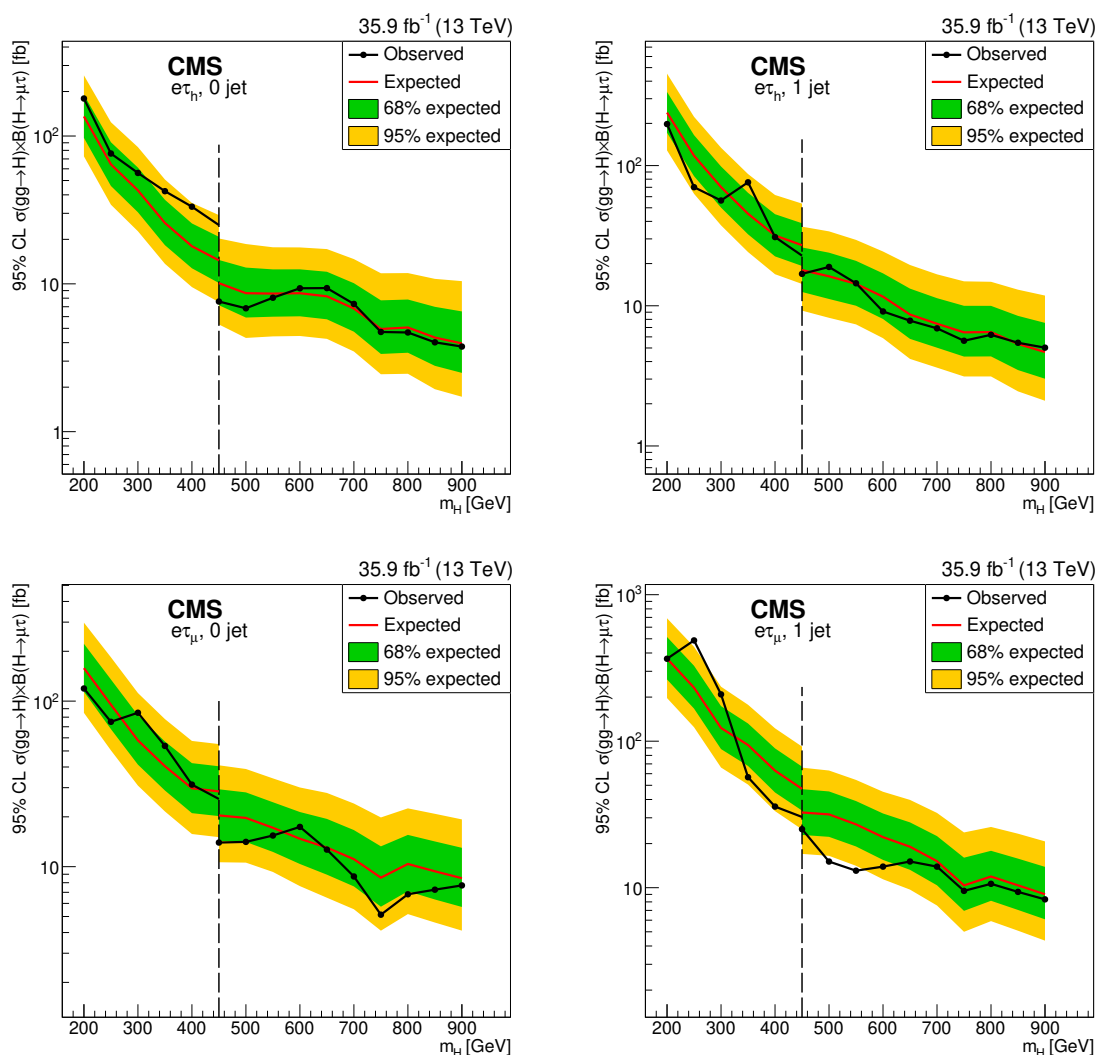 35.9 fb⁻¹ (13 TeV)
CMS
eτₕ, 0 jet
Observed
Expected
68% expected
95% expected
95% CL σ(gg→H)×B(H→μτ) [fb]
10²
10
1
200 300 400 500 600 700 800 900
m_H [GeV]
35.9 fb⁻¹ (13 TeV)
CMS
eτₕ, 1 jet
Observed
Expected
68% expected
95% expected
95% CL σ(gg→H)×B(H→μτ) [fb]
10²
10
1
200 300 400 500 600 700 800 900
m_H [GeV]
35.9 fb⁻¹ (13 TeV)
CMS
eτ_μ, 0 jet
Observed
Expected
68% expected
95% expected
95% CL σ(gg→H)×B(H→μτ) [fb]
10²
10
200 300 400 500 600 700 800 900
m_H [GeV]
35.9 fb⁻¹ (13 TeV)
CMS
eτ_μ, 1 jet
Observed
Expected
68% expected
95% expected
95% CL σ(gg→H)×B(H→μτ) [fb]
10³
10²
10
200 300 400 500 600 700 800 900
m_H [GeV]